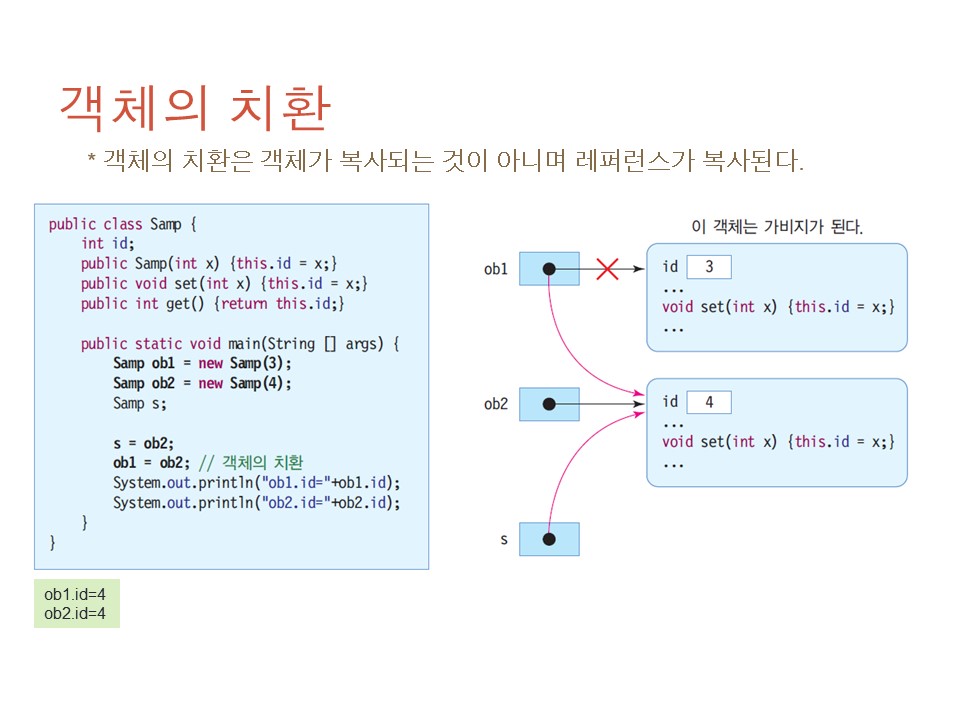 객체의 치환
* 객체의 치환은 객체가 복사되는 것이 아니며 레퍼런스가 복사된다.
public class Samp {
int id;
public Samp(int x) {this.id = x;}
public void set(int x) {this.id = x;}
public int get() {return this.id;}
public static void main(String [] args) {
Samp ob1 = new Samp(3);
Samp ob2 = new Samp(4);
Samp s;
s = ob2;
ob1 = ob2; // 객체의 치환
System.out.println("ob1.id="+ob1.id);
System.out.println("ob2.id="+ob2.id);
}
}
ob1.id=4
ob2.id=4
이 객체는 가비지가 된다.
ob1
id 3
...
void set(int x) {this.id = x;}
...
ob2
id 4
...
void set(int x) {this.id = x;}
...
s